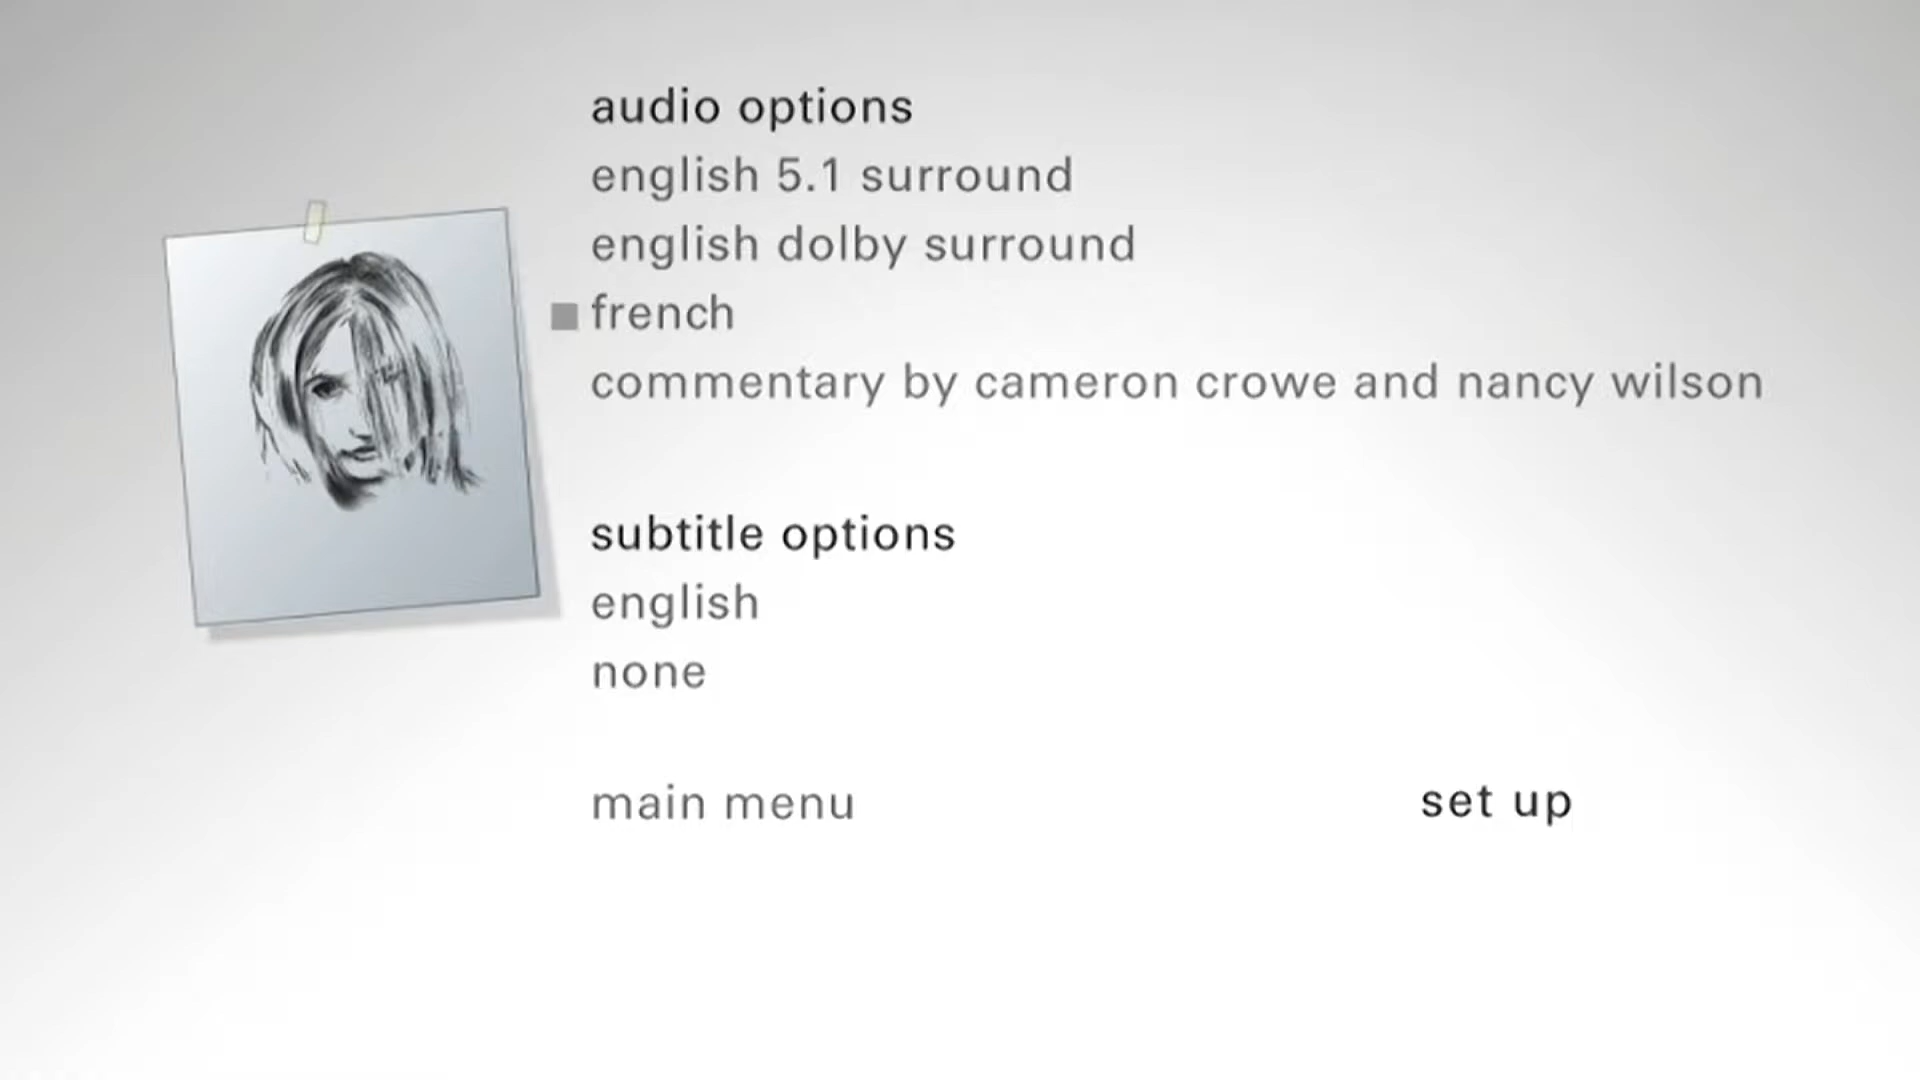 audio options
english 5.1 surround
english dolby surround
french
commentary by cameron crowe and nancy wilson
subtitle options
english
none
main menu
set up